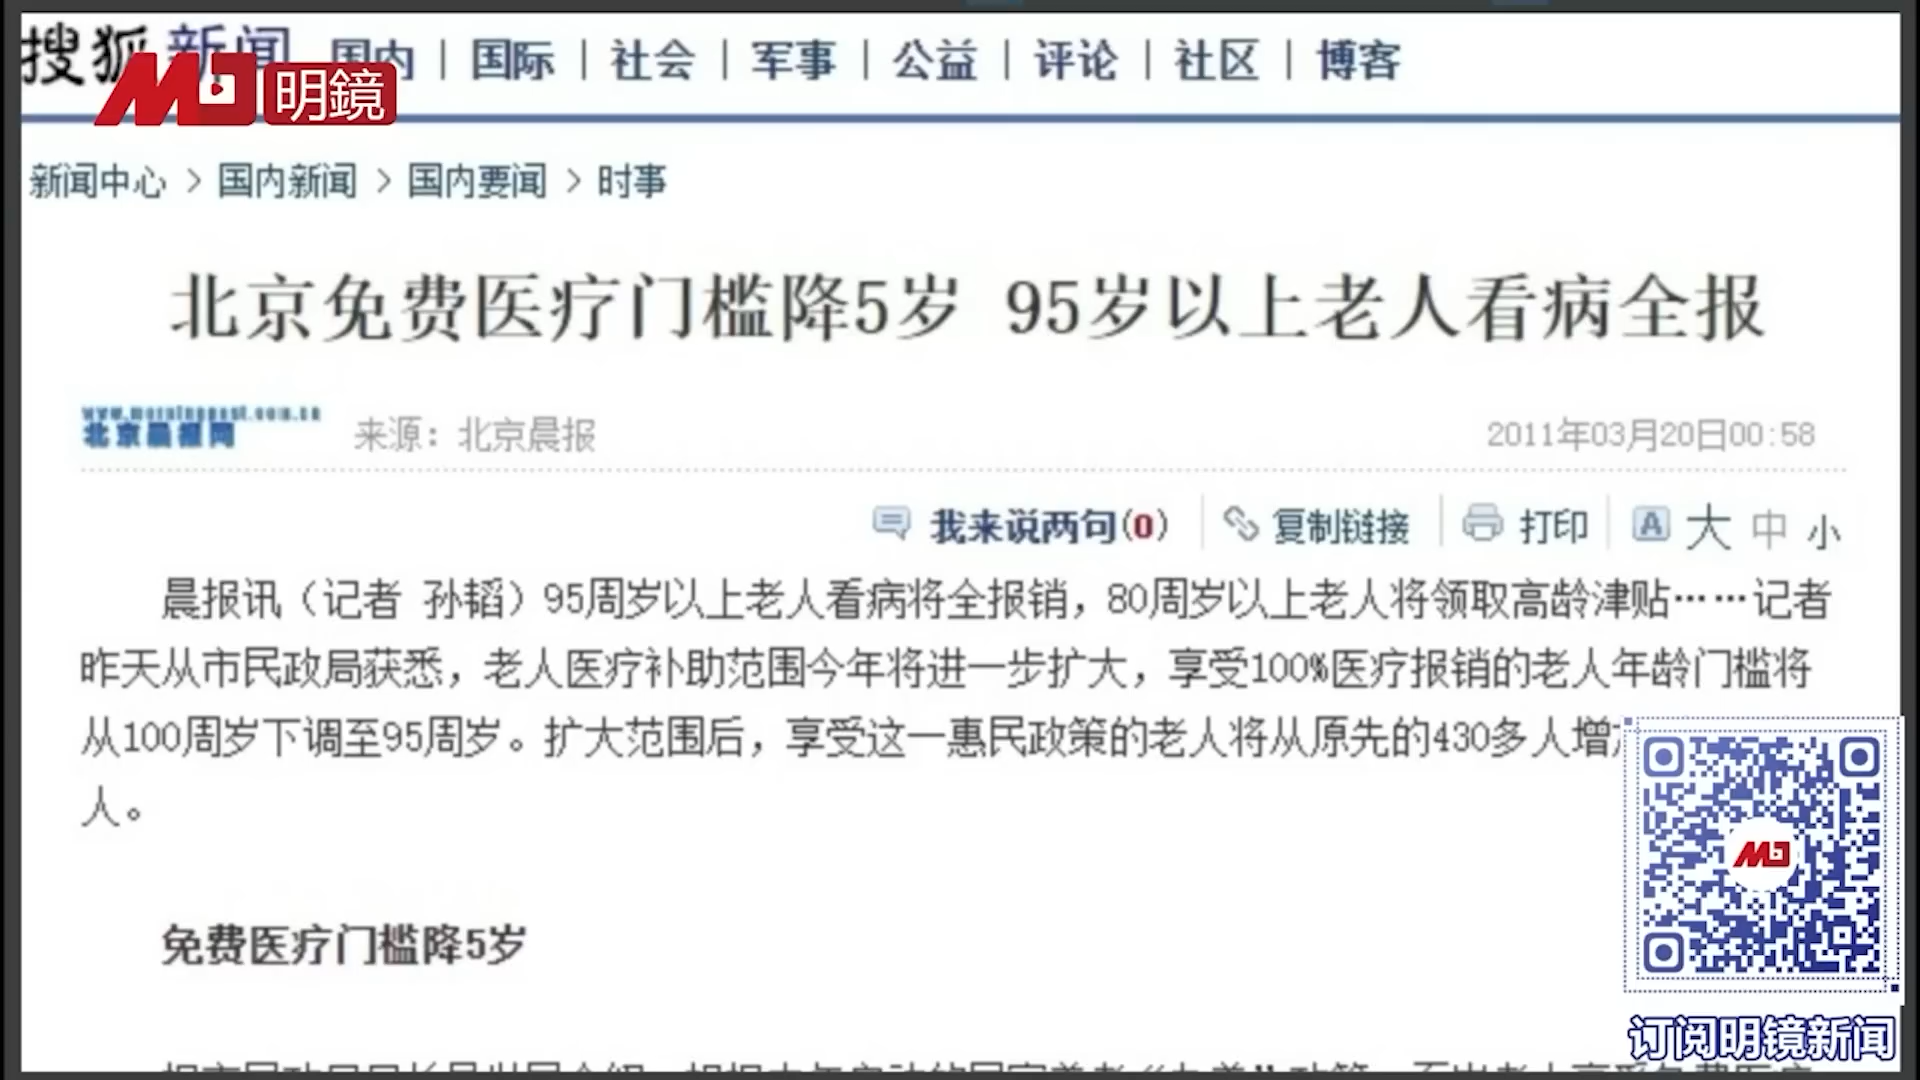 搜狐 新闻 国内 | 国际 | 社会 | 军事 | 公益 | 评论 | 社区 | 博客
明鏡
新闻中心 > 国内新闻 > 国内要闻 > 时事
北京免费医疗门槛降5岁 95岁以上老人看病全报
北京晨报网 来源：北京晨报 2011年03月20日00:58
我来说两句(0) 复制链接 打印 A 大 中 小
晨报讯（记者 孙韬）95周岁以上老人看病将全报销，80周岁以上老人将领取高龄津贴……记者
昨天从市民政局获悉，老人医疗补助范围今年将进一步扩大，享受100%医疗报销的老人年龄门槛将
从100周岁下调至95周岁。扩大范围后，享受这一惠民政策的老人将从原先的430多人增
人。
免费医疗门槛降5岁
订阅明镜新闻